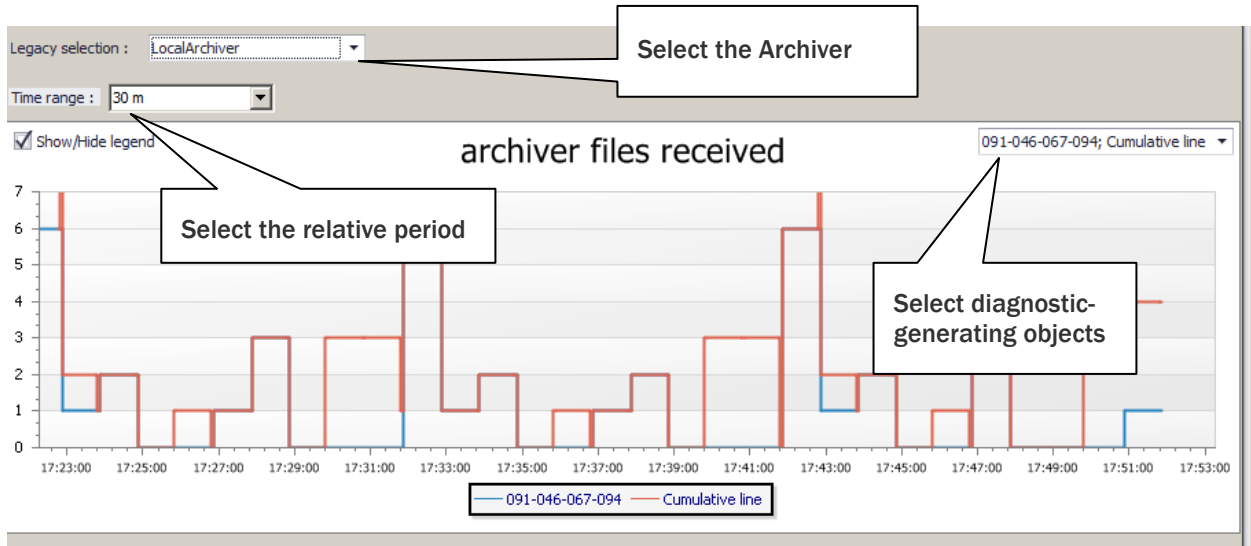 Legacy selection : LocalArchiver
Select the Archiver
Time range : 30 m
Show/Hide legend
archiver files received
091-046-067-094; Cumulative line
Select the relative period
Select diagnostic-
generating objects
7
6
5
4
3
2
1
0
17:23:00 17:25:00 17:27:00 17:29:00 17:31:00 17:33:00 17:35:00 17:37:00 17:39:00 17:41:00 17:43:00 17:45:00 17:47:00 17:49:00 17:51:00 17:53:00
091-046-067-094 Cumulative line